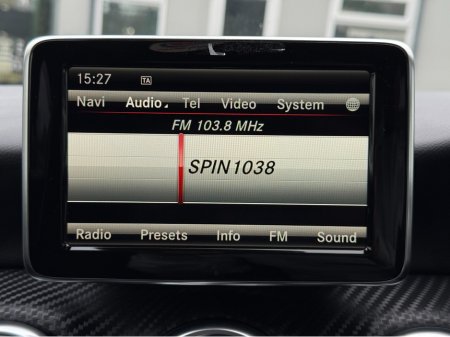 15:27 TA
Navi Audio Tel Video System
FM 103.8 MHz
SPIN1038
Radio Presets Info FM Sound